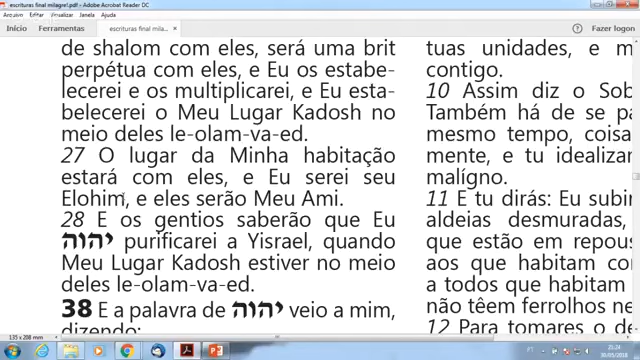 escrituras final milagre!.pdf - Adobe Acrobat Reader DC
Arquivo Editar Visualizar Janela Ajuda
Início Ferramentas escrituras final mila... × Fazer logon
de shalom com eles, será uma brit
perpétua com eles, e Eu os estabe-
lecerei e os multiplicarei, e Eu esta-
belecerei o Meu Lugar Kadosh no
meio deles le-olam-va-ed.
27 O lugar da Minha habitação
estará com eles, e Eu serei seu
Elohim, e eles serão Meu Ami.
28 E os gentios saberão que Eu
יהוה purificarei a Yisrael, quando
Meu Lugar Kadosh estiver no meio
deles le-olam-va-ed.
38 E a palavra de יהוה veio a mim,
dizendo:
tuas unidades, e m
contigo.
10 Assim diz o Sob
Também há de se pa
mesmo tempo, coisa
mente, e tu idealizar
malígno.
11 E tu dirás: Eu subir
aldeias desmuradas,
que estão em repous
aos que habitam co
a todos que habitam
não têem ferrolhos ne
12 Para tomares o de
135 x 208 mm
PT
15:24
30/05/2018